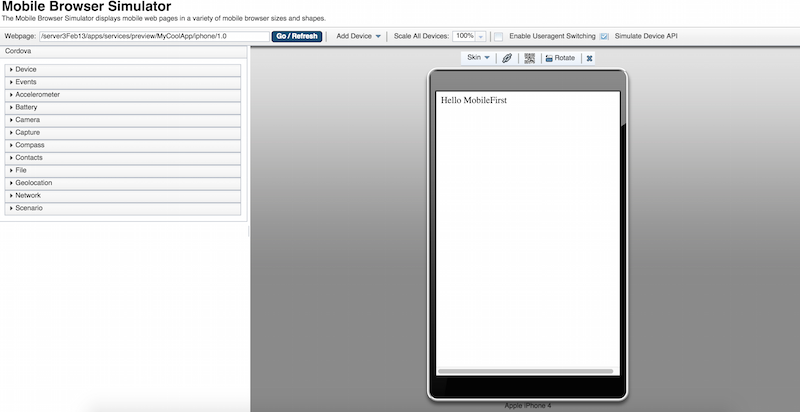 Mobile Browser Simulator
The Mobile Browser Simulator displays mobile web pages in a variety of mobile browser sizes and shapes.
Webpage: /server3Feb13/apps/services/preview/MyCoolApp/iphone/1.0 Go / Refresh Add Device Scale All Devices: 100% Enable Useragent Switching Simulate Device API
Cordova
Skin Rotate
Device
Events
Accelerometer
Battery
Camera
Capture
Compass
Contacts
File
Geolocation
Network
Scenario
Hello MobileFirst
Apple iPhone 4